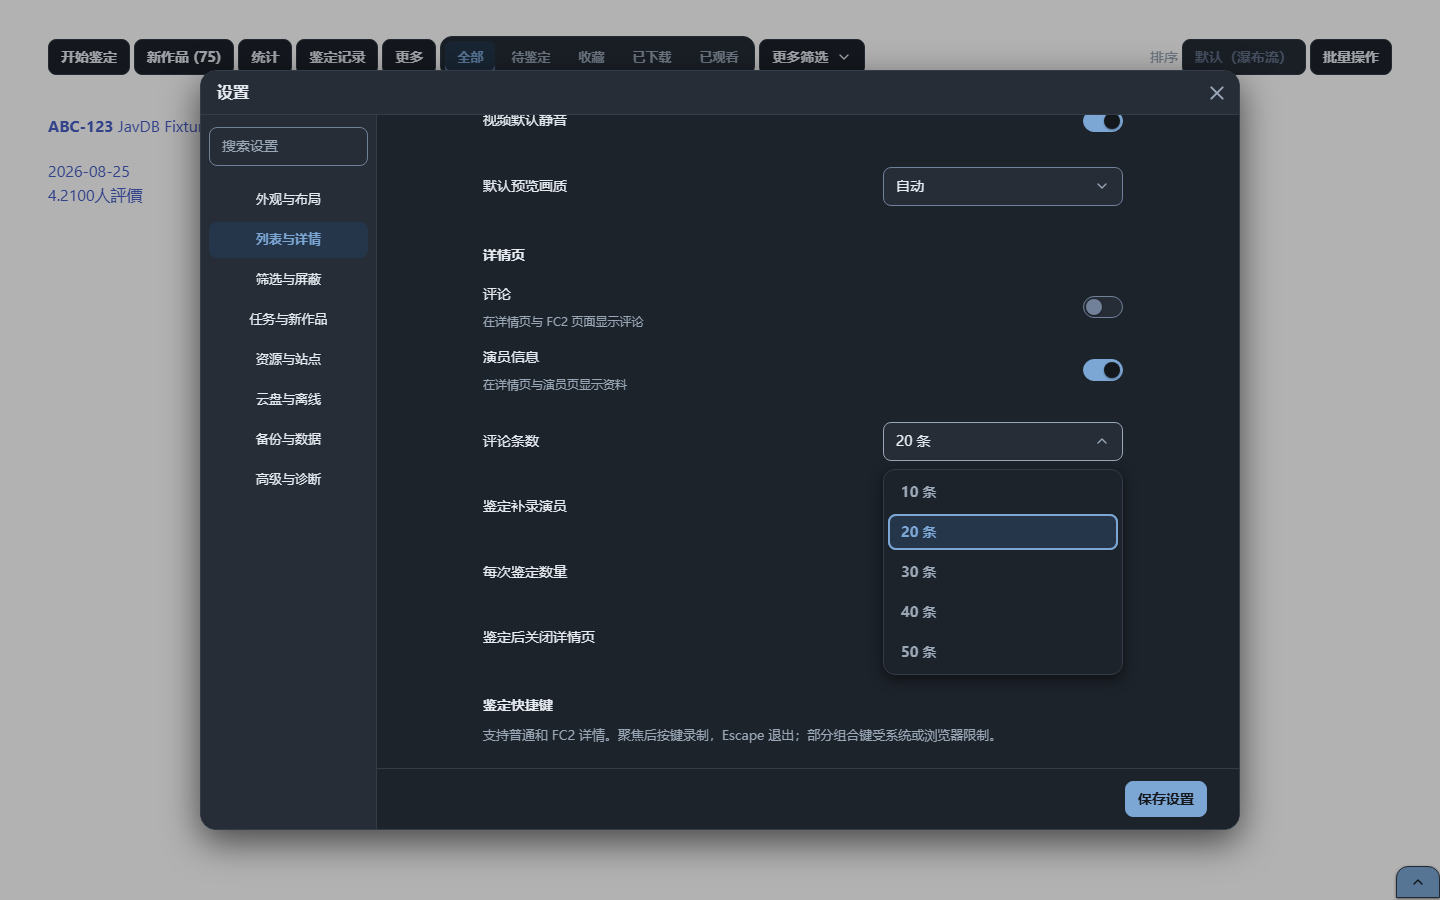 开始鉴定 新作品 (75) 统计 鉴定记录 更多 全部 待鉴定 收藏 已下载 已观看 更多筛选 排序 默认（瀑布流） 批量操作
ABC-123 JavDB Fixtu
2026-08-25
4.2100人評價
设置
搜索设置
外观与布局
列表与详情
筛选与屏蔽
任务与新作品
资源与站点
云盘与离线
备份与数据
高级与诊断
视频默认静音
默认预览画质 自动
详情页
评论
在详情页与 FC2 页面显示评论
演员信息
在详情页与演员页显示资料
评论条数 20 条
10 条
20 条
30 条
40 条
50 条
鉴定补录演员
每次鉴定数量
鉴定后关闭详情页
鉴定快捷键
支持普通和 FC2 详情。聚焦后按键录制，Escape 退出；部分组合键受系统或浏览器限制。
保存设置